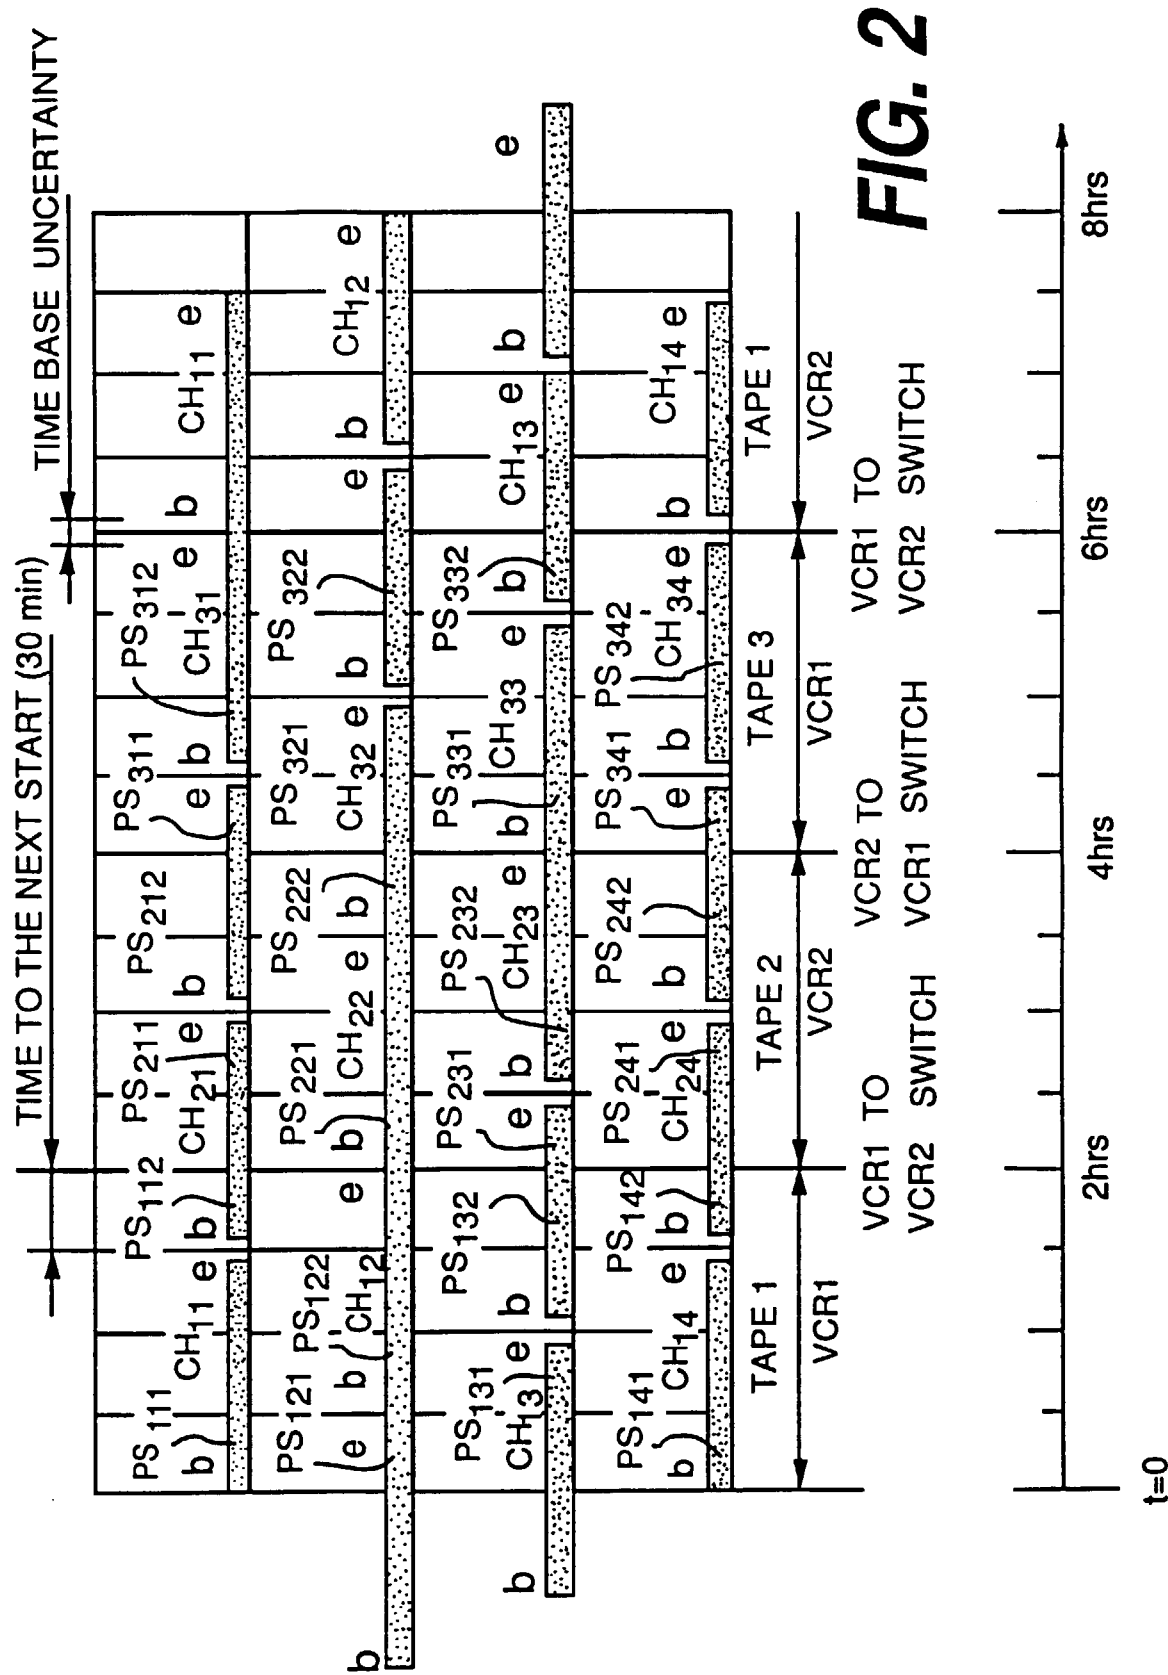 TIME TO THE NEXT START (30 min)
TIME BASE UNCERTAINTY
PS111 PS112 PS211 PS212 PS311 PS312
b CH11 e b CH21 e b e b CH31 e b CH11 e
PS121 PS122 PS221 PS222 PS321 PS322
b e b CH12 e b CH22 e b CH32 e b e b CH12 e
PS131 PS132 PS231 PS232 PS331 PS332
b CH13 e b e b CH23 e b CH33 e b CH13 e b e
PS141 PS142 PS241 PS242 PS341 PS342
b CH14 e b CH24 e b e b CH34 e b CH14 e
TAPE 1 TAPE 2 TAPE 3 TAPE 1
VCR1 VCR2 VCR1 VCR2
VCR1 TO VCR2 TO VCR1 TO
VCR2 SWITCH VCR1 SWITCH VCR2 SWITCH
FIG. 2
2hrs 4hrs 6hrs 8hrs
t=0